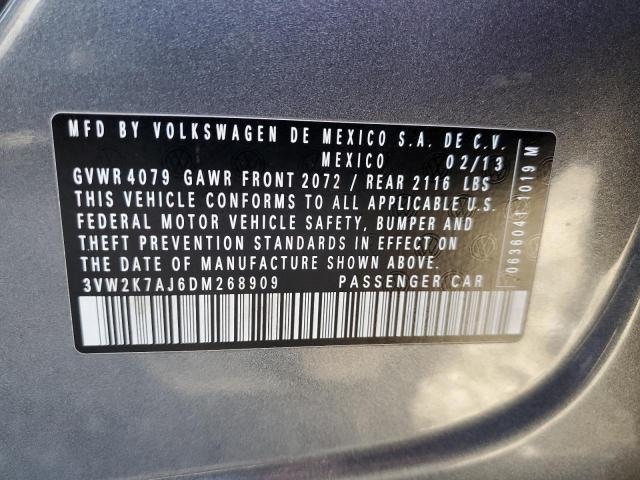 MFD BY VOLKSWAGEN DE MEXICO S.A. DE C.V.
MEXICO 02/13
GVWR 4079 GAWR FRONT 2072 / REAR 2116 LBS
THIS VEHICLE CONFORMS TO ALL APPLICABLE U.S.
FEDERAL MOTOR VEHICLE SAFETY, BUMPER AND
THEFT PREVENTION STANDARDS IN EFFECT ON
THE DATE OF MANUFACTURE SHOWN ABOVE.
3VW2K7AJ6DM268909 PASSENGER CAR
0636041 1019 M